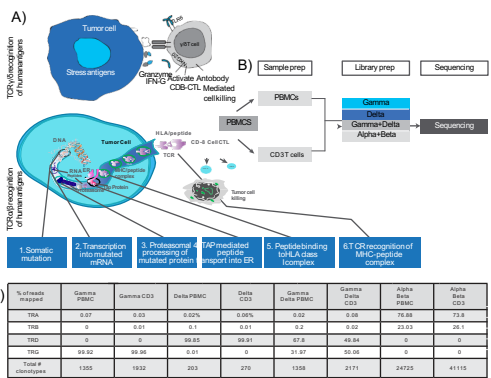 A)
Tumor cell
Stress antigens
TCRγ/δ recoginition
of human antigens
γδT cell
Granzyme
IFN-G
Activate Antobody
CD8-CTL Mediated
cell killing
B)
Sample prep
Library prep
Sequencing
PBMCS
PBMCs
CD3 T cells
Gamma
Delta
Gamma+Delta
Alpha+Beta
Sequencing
TCRα/β recognition
of human antigens
DNA
RNA
ER
Tumor Cell
HLA/peptide
TCR
CD-8 Cell CTL
complex
Protein
Tumor cell
killing
1. Somatic
mutation
2. Transcription
into mutated
mRNA
3. Proteasomal
processing of
mutated protein
TAP mediated
peptide
transport into ER
5. Peptide binding
to HLA class
I complex
6.TCR recognition of
MHC-peptide
complex
)
% of reads mapped	Gamma PBMC	Gamma CD3	Delta PBMC	Delta CD3	Gamma Delta PBMC	Gamma Delta CD3	Alpha Beta PBMC	Alpha Beta CD3
TRA	0.07	0.03	0.02%	0.06%	0.02	0.08	76.88	73.8
TRB	0	0.01	0.1	0.01	0.2	0.02	23.03	26.1
TRD	0	0	99.85	99.91	67.8	49.84	0	0
TRG	99.92	99.96	0.01	0	31.97	50.06	0	0
Total # clonotypes	1355	1932	203	270	1358	2171	24725	41115